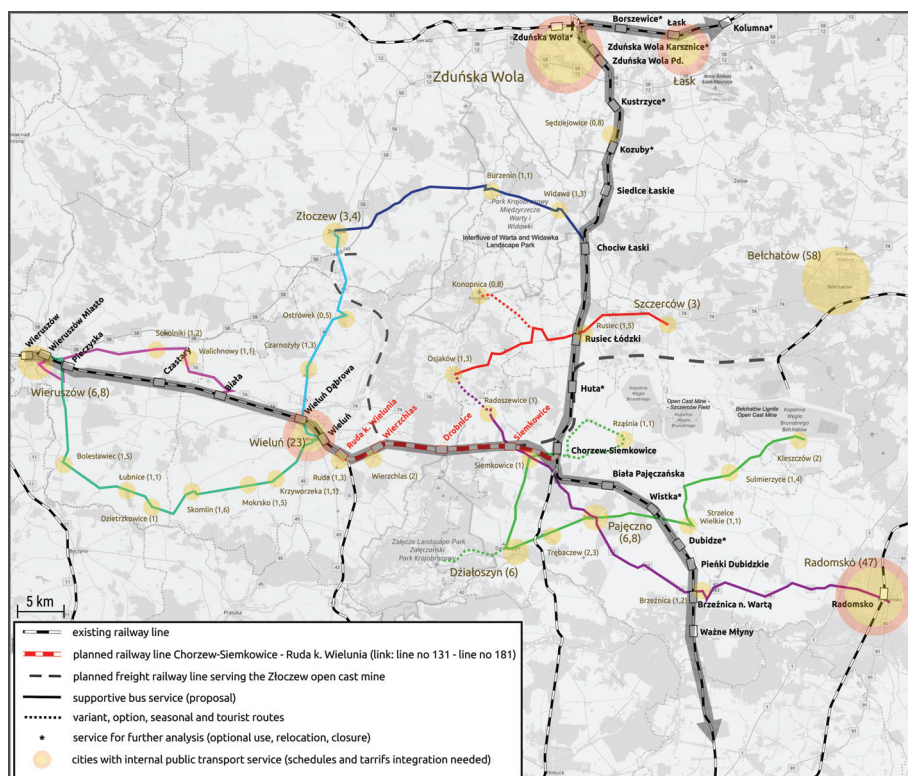 Borszewice*
Łask
Kolumna*
Zduńska Wola*
Zduńska Wola Karsznice*
Zduńska Wola Pd.
Zduńska Wola
Łask
Kustrzyce*
Sędziejowice (0,8)
Kozuby*
Burzenin (1,1)
Siedlce Łaskie
Widawa (1,3)
Park Krajobrazowy
Międzyrzecza
Warty i
Widawki
Złoczew (3,4)
Interfluve of Warta and Widawka
Landscape Park
Chociw Łaski
Bełchatów (58)
Bełchatów
Konopnica (0,8)
Szczerców (3)
Ostrówek (0,5)
Rusiec (1,5)
Rusiec Łódzki
Wieruszów
Wieruszów Miasto
Pieczyska
Sokolniki (1,2)
Walichnowy (1,1)
Czarnożyły (1,3)
Osjaków (1,3)
Czastary
Biała
Huta*
Wieruszów (6,8)
Wieluń Dąbrowa
Wieluń
Radoszewice (1)
Open Cast Mine -
- Szczerców Field
Bełchatów Lignite
Open Cast Mine
Kopalnia
Węgla
Brunatnego
Bełchatów
Ruda k. Wielunia
Wierzchlas
Drobnice
Siemkowice
Rząśnia (1,1)
Wieluń (23)
Chorzew-Siemkowice
Bolesławiec (1,5)
Łubnice (1,1)
Ruda (1,3)
Wierzchlas (2)
Siemkowice (1)
Kleszczów (2)
Sulmierzyce (1,4)
Krzyworzeka (1,1)
Mokrsko (1,5)
Skomlin (1,6)
Dzietrzkowice (1)
Biała Pajęczańska
Wistka*
Pajęczno
(6,8)
Strzelce
Wielkie (1,1)
Dubidze*
Trębaczew (2,3)
Załęcze Landscape Park
Załęczański
Park Krajobrazowy
Działoszyn (6)
Pieńki Dubidzkie
Radomskó (47)
Brzeźnica (1,2)
Brzeźnica n. Wartą
Radomsko
Ważne Młyny
5 km
existing railway line
planned railway line Chorzew-Siemkowice - Ruda k. Wielunia (link: line no 131 - line no 181)
planned freight railway line serving the Złoczew open cast mine
supportive bus service (proposal)
variant, option, seasonal and tourist routes
* service for further analysis (optional use, relocation, closure)
cities with internal public transport service (schedules and tarrifs integration needed)